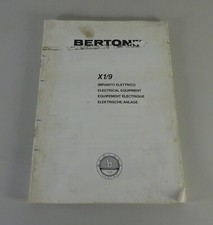 BERTONE
X1/9
IMPIANTO ELETTRICO
ELECTRICAL EQUIPMENT
EQUIPEMENT ELECTRIQUE
ELEKTRISCHE ANLAGE